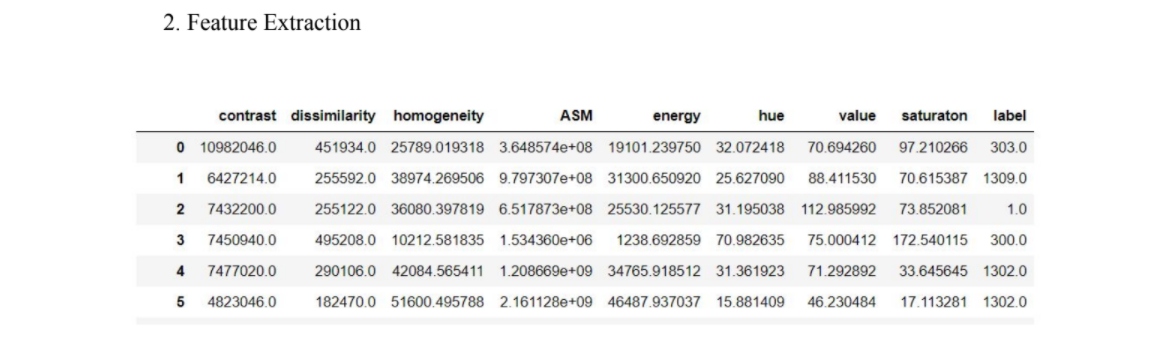 2. Feature Extraction
contrast dissimilarity homogeneity ASM energy hue value saturaton label
0 10982046.0 451934.0 25789.019318 3.648574e+08 19101.239750 32.072418 70.694260 97.210266 303.0
1 6427214.0 255592.0 38974.269506 9.797307e+08 31300.650920 25.627090 88.411530 70.615387 1309.0
2 7432200.0 255122.0 36080.397819 6.517873e+08 25530.125577 31.195038 112.985992 73.852081 1.0
3 7450940.0 495208.0 10212.581835 1.534360e+06 1238.692859 70.982635 75.000412 172.540115 300.0
4 7477020.0 290106.0 42084.565411 1.208669e+09 34765.918512 31.361923 71.292892 33.645645 1302.0
5 4823046.0 182470.0 51600.495788 2.161128e+09 46487.937037 15.881409 46.230484 17.113281 1302.0